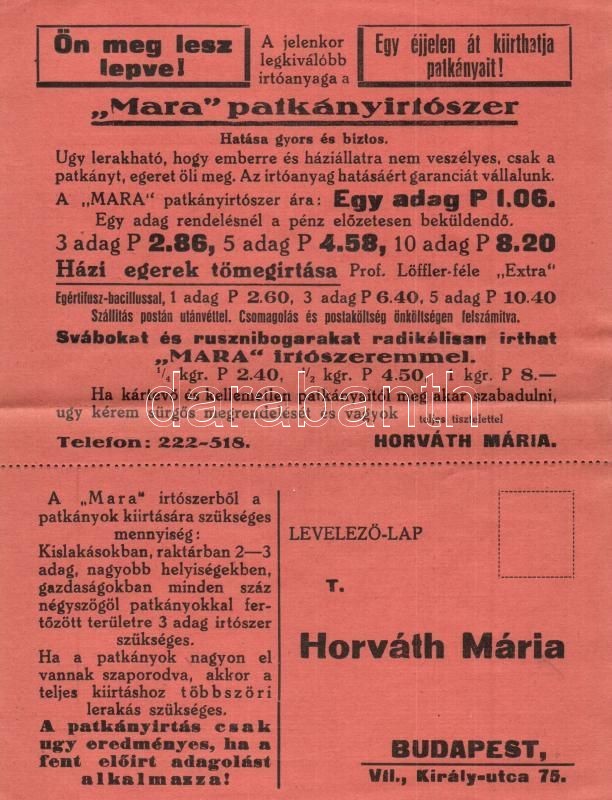 Ön meg lesz
lepve!
A jelenkor
legkiválóbb
irtóanyaga a
Egy éjjelen át kiirthatja
patkányait!
„Mara” patkányirtószer
Hatása gyors és biztos.
Ugy lerakható, hogy emberre és háziállatra nem veszélyes, csak a
patkányt, egeret öli meg. Az irtóanyag hatásáért garanciát vállalunk.
A „MARA” patkányirtószer ára: Egy adag P 1.06.
Egy adag rendelésnél a pénz előzetesen beküldendő.
3 adag P 2.86, 5 adag P 4.58, 10 adag P 8.20
Házi egerek tömegirtása Prof. Löffler-féle „Extra”
Egértifusz-bacillussal, 1 adag P 2.60, 3 adag P 6.40, 5 adag P 10.40
Szállítás postán utánvéttel. Csomagolás és postaköltség önköltségen felszámitva.
Svábokat és rusznibogarakat radikálisan irthat
„MARA” irtószeremmel.
¼ kgr. P 2.40, ½ kgr. P 4.50, 1 kgr. P 8.—
Ha kártevő és kellemetlen patkányaitól meg akar szabadulni,
ugy kérem sürgős megrendelését és vagyok teljes tisztelettel
Telefon: 222-518. HORVÁTH MÁRIA.
darabanth
A „Mara” irtószerből a
patkányok kiirtására szükséges
mennyiség:
Kislakásokban, raktárban 2—3
adag, nagyobb helyiségekben,
gazdaságokban minden száz
négyszögöl patkányokkal fer-
tőzött területre 3 adag irtószer
szükséges.
Ha a patkányok nagyon el
vannak szaporodva, akkor a
teljes kiirtáshoz többszöri
lerakás szükséges.
A patkányirtás csak
ugy eredményes, ha a
fent előirt adagolást
alkalmazza!
LEVELEZŐ-LAP
T.
Horváth Mária
BUDAPEST,
VII., Király-utca 75.